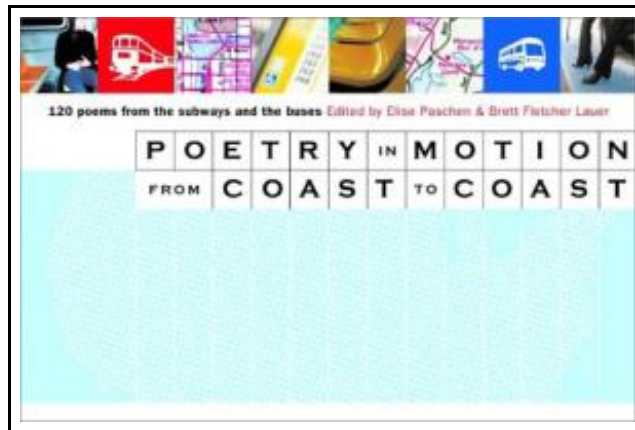 120 poems from the subways and the buses Edited by Elise Paschen & Brett Fletcher Lauer
POETRY IN MOTION
FROM COAST TO COAST